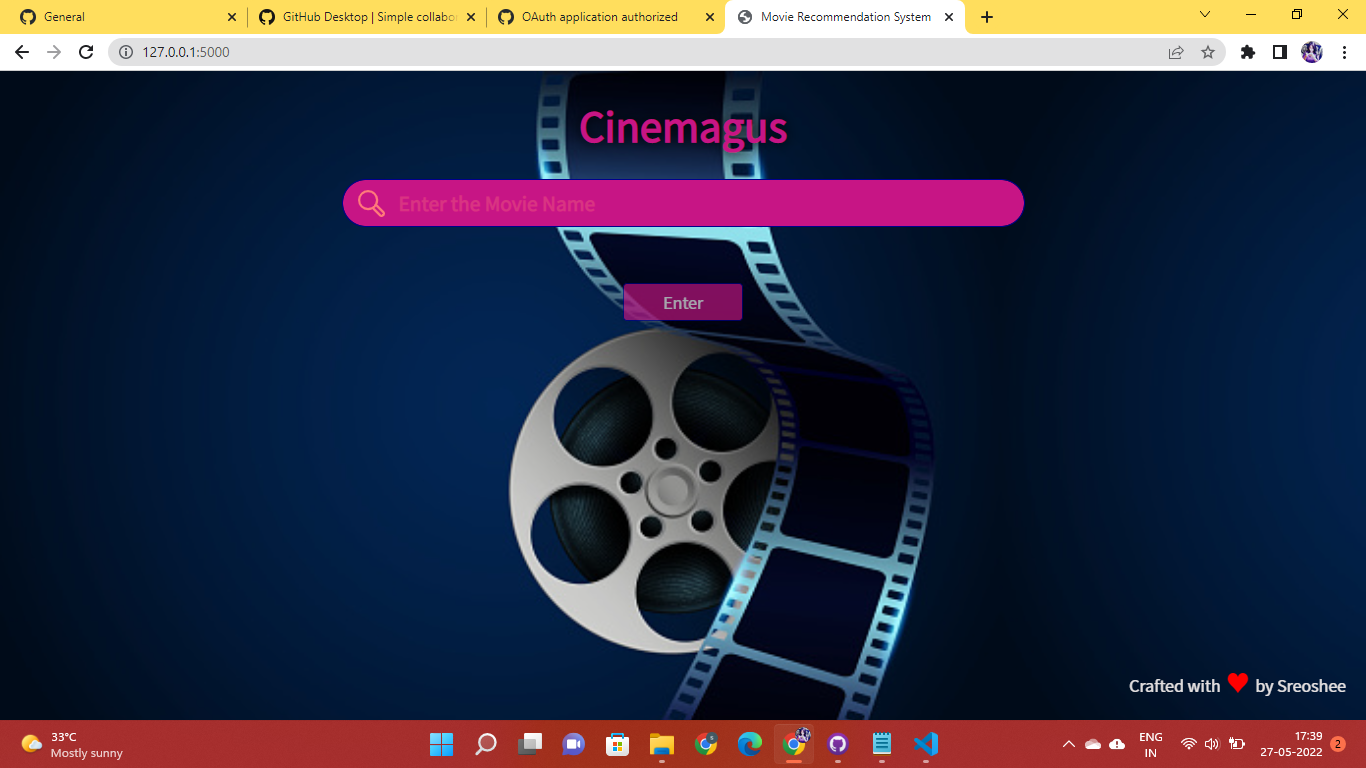 General
GitHub Desktop | Simple collabor
OAuth application authorized
Movie Recommendation System
127.0.0.1:5000
Cinemagus
Enter the Movie Name
Enter
Crafted with ❤ by Sreoshee
33°C
Mostly sunny
ENG
IN
17:39
27-05-2022
2